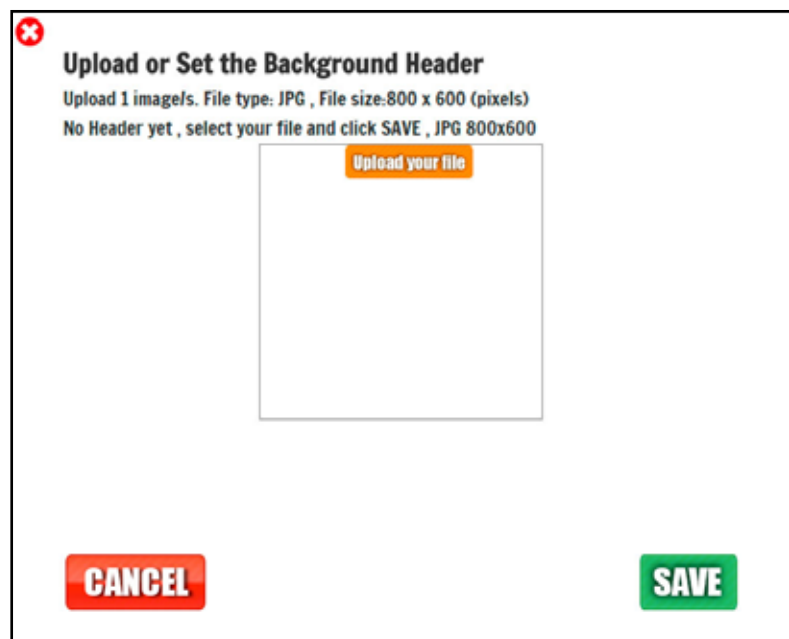 Upload or Set the Background Header
Upload 1 image/s. File type: JPG , File size:800 x 600 (pixels)
No Header yet , select your file and click SAVE , JPG 800x600
Upload your file
CANCEL
SAVE